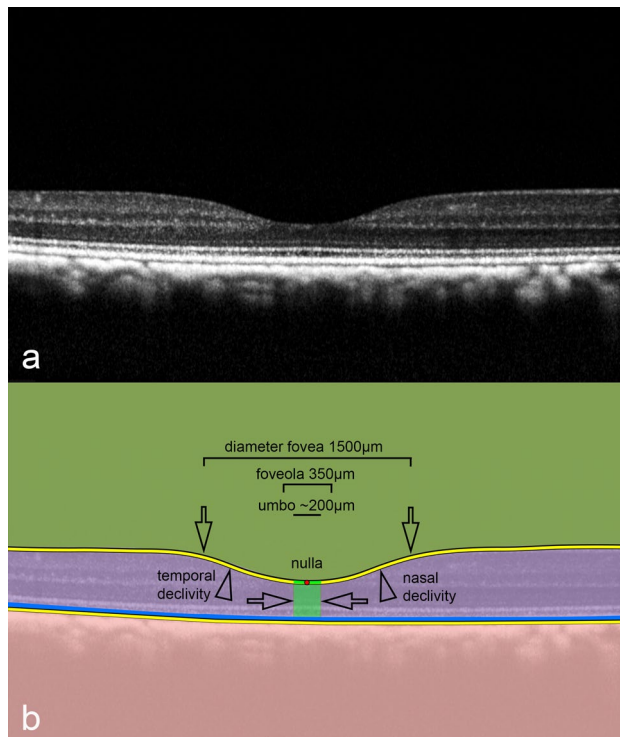 a
diameter fovea 1500µm
foveola 350µm
umbo ~200µm
nulla
temporal
declivity
nasal
declivity
b